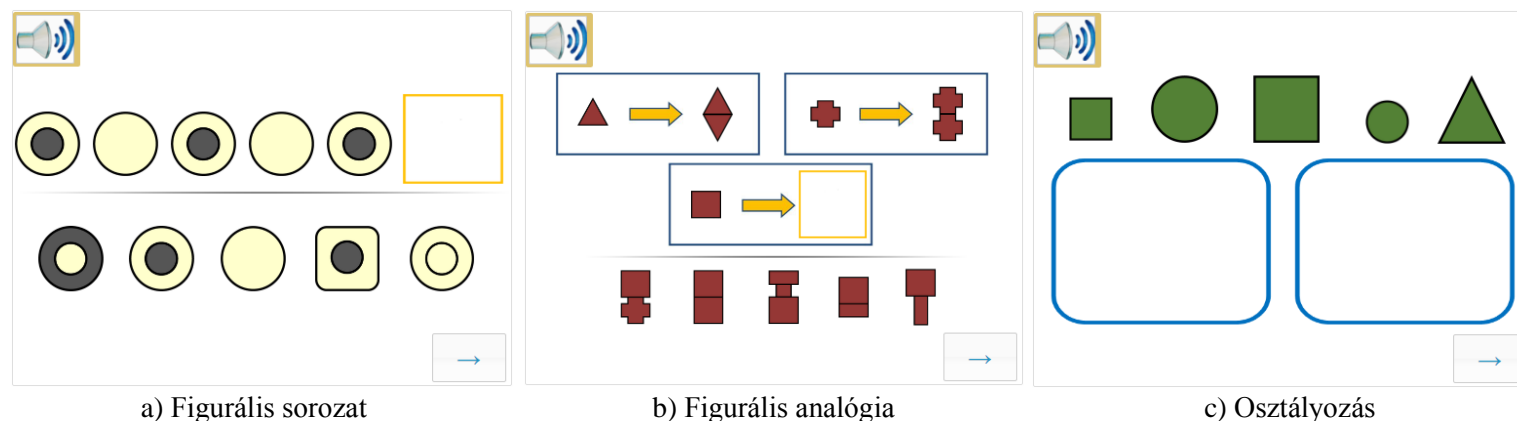 →
→
→
a) Figurális sorozat
b) Figurális analógia
c) Osztályozás